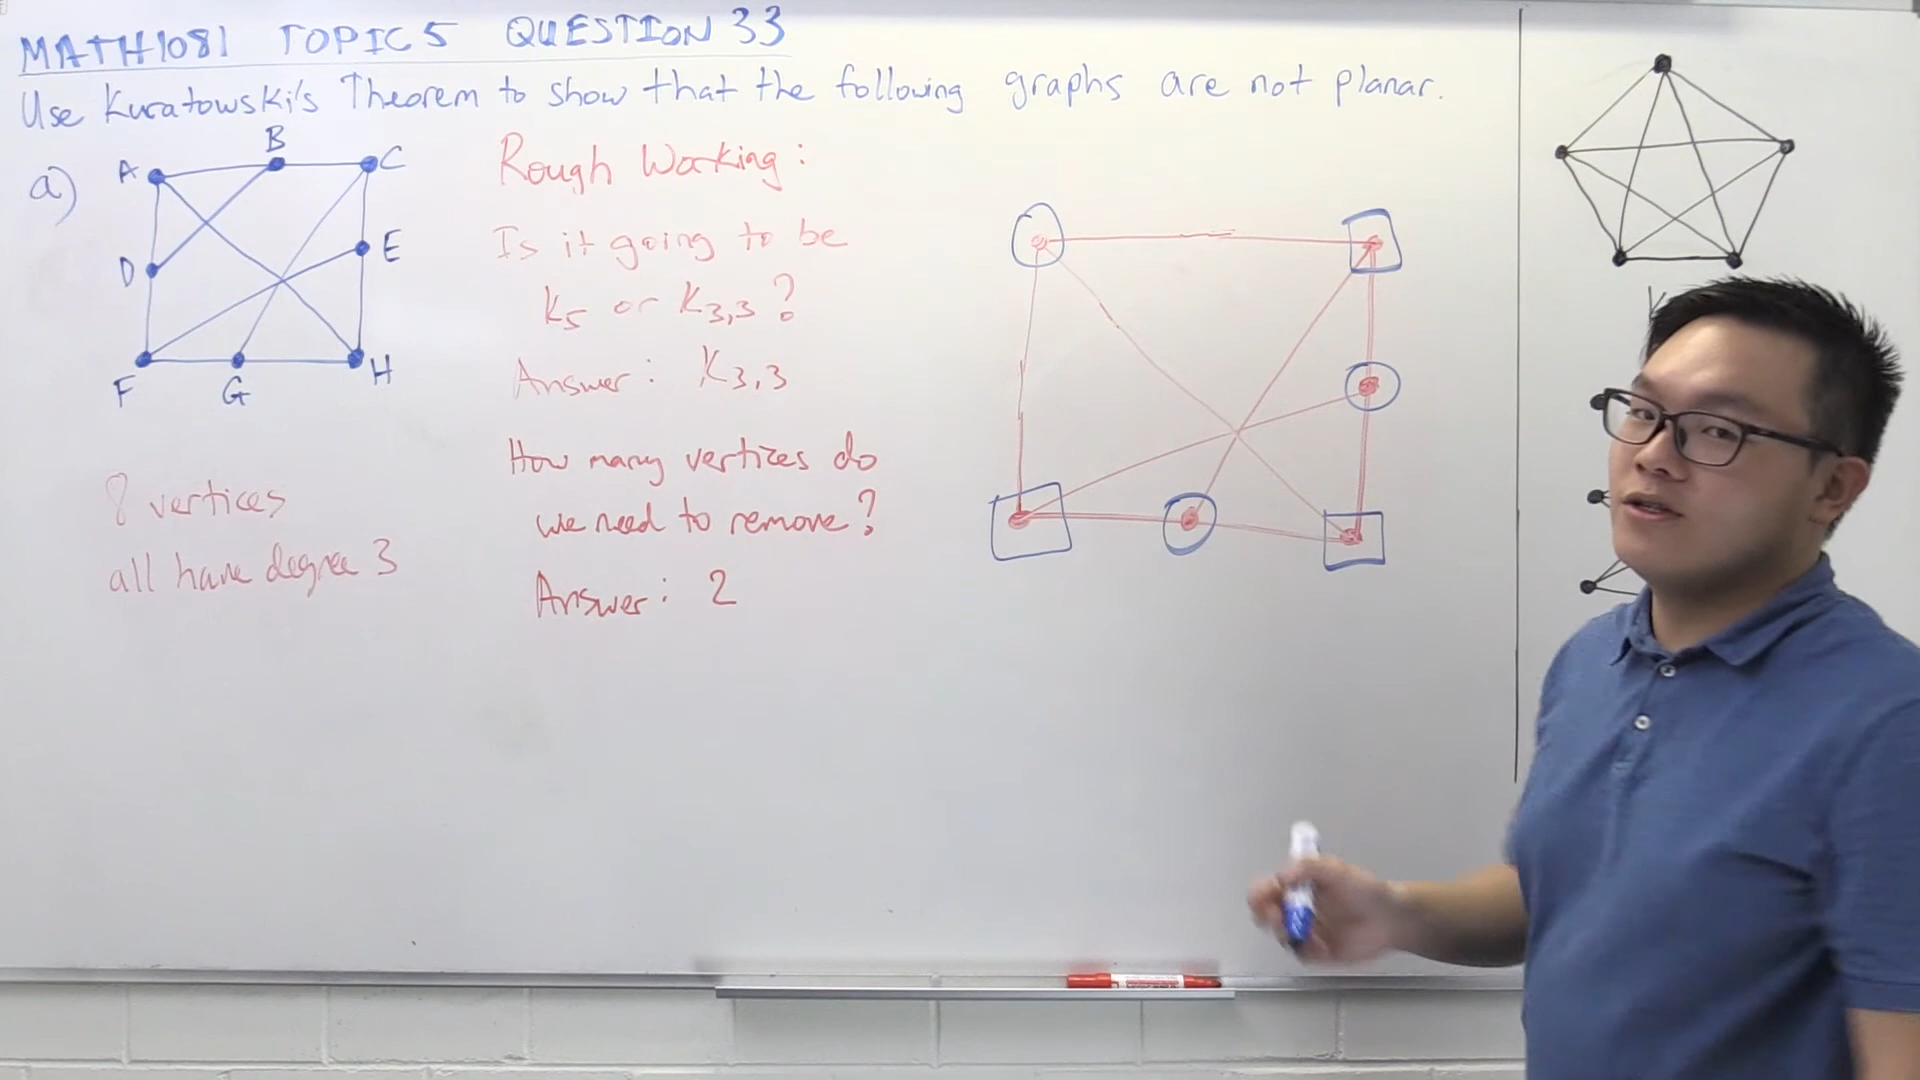 MATH1081 TOPIC 5 QUESTION 33
Use Kuratowski's Theorem to show that the following graphs are not planar.
a)
A
B
C
D
E
F
G
H
8 vertices
all have degree 3
Rough Working:
Is it going to be
K5 or K3,3?
Answer: K3,3
How many vertices do
we need to remove?
Answer: 2